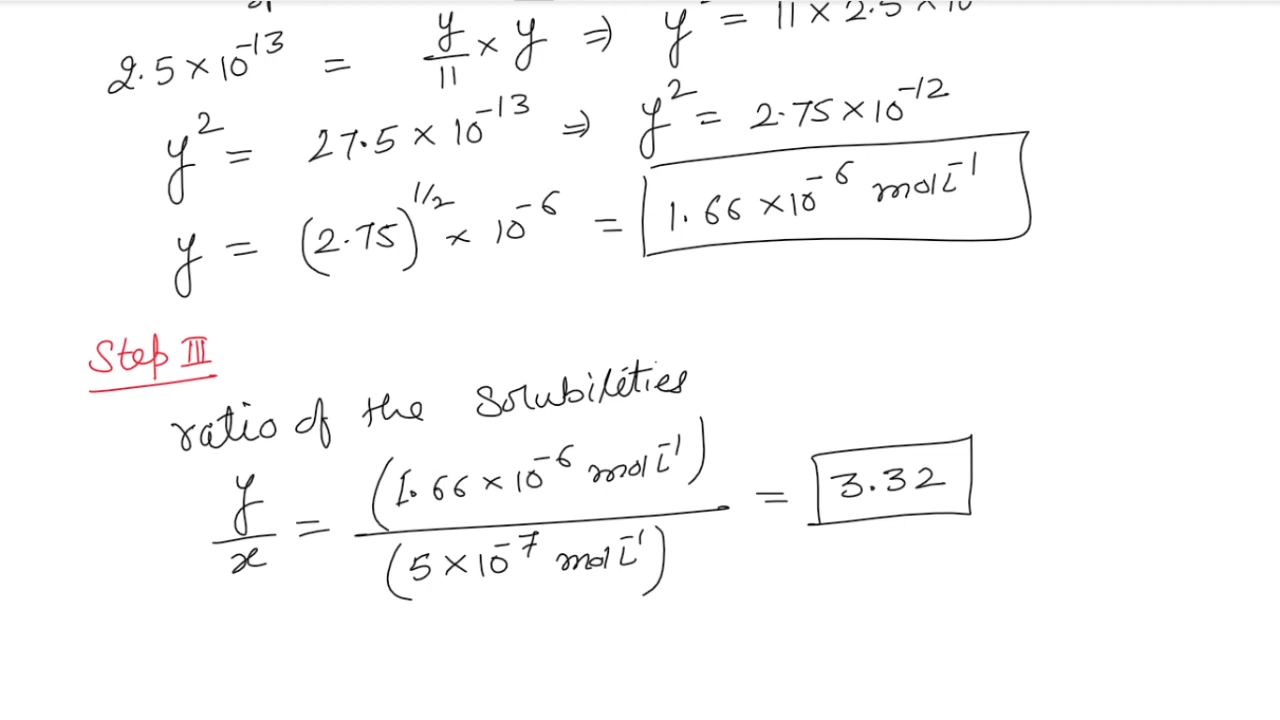 2.5×10⁻¹³ = y/11 × y ⇒ y² = 11 × 2.5 × 10
y² = 27.5 × 10⁻¹³ ⇒ y² = 2.75 × 10⁻¹²
y = (2.75)^1/2 × 10⁻⁶ = 1.66 × 10⁻⁶ mol L⁻¹
Step III
ratio of the solubilities
y/x = (1.66 × 10⁻⁶ mol L⁻¹) / (5 × 10⁻⁷ mol L⁻¹) = 3.32